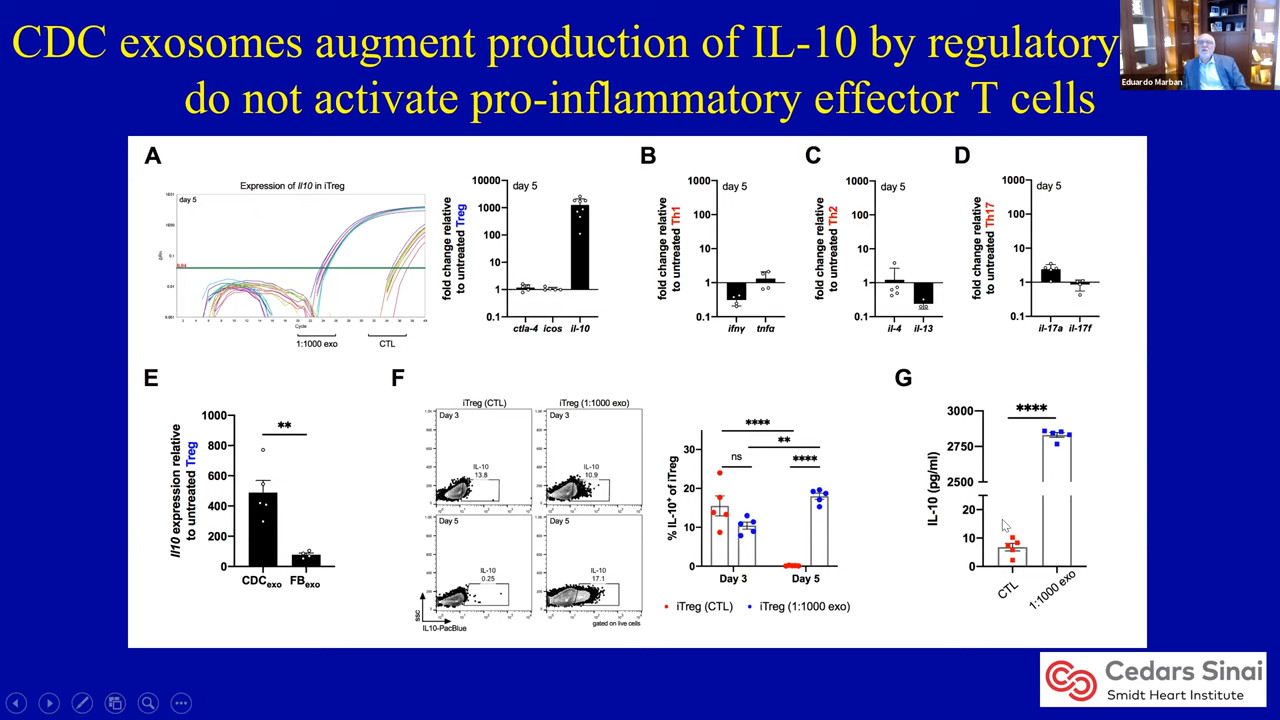 CDC exosomes augment production of IL-10 by regulatory
do not activate pro-inflammatory effector T cells
Eduardo Marban
A
Expression of Il10 in iTreg
day 5
0.04
ΔRn
Cycle
1:1000 exo
CTL
fold change relative
to untreated Treg
day 5
10000
1000
100
10
1
0.1
ctla-4 icos il-10
B
fold change relative
to untreated Th1
day 5
1000
100
10
1
0.1
ifnγ tnfα
C
fold change relative
to untreated Th2
day 5
1000
100
10
1
0.1
il-4 il-13
D
fold change relative
to untreated Th17
day 5
1000
100
10
1
0.1
il-17a il-17f
E
Il10 expression relative
to untreated Treg
1000
800
600
400
200
0
**
CDCexo FBexo
F
iTreg (CTL)
iTreg (1:1000 exo)
Day 3
IL-10
13.8
Day 3
IL-10
10.9
Day 5
IL-10
0.25
Day 5
IL-10
17.1
SSC
IL10-PacBlue
gated on live cells
% IL-10+ of iTreg
30
20
10
0
****
**
ns
****
Day 3
Day 5
iTreg (CTL)
iTreg (1:1000 exo)
G
IL-10 (pg/ml)
3000
2750
2500
20
10
0
****
CTL
1:1000 exo
Cedars Sinai
Smidt Heart Institute